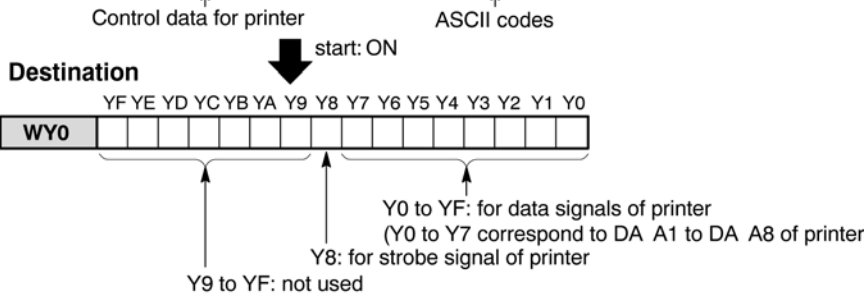 Control data for printer ASCII codes
start: ON
Destination
YF YE YD YC YB YA Y9 Y8 Y7 Y6 Y5 Y4 Y3 Y2 Y1 Y0
WY0
Y0 to YF: for data signals of printer
(Y0 to Y7 correspond to DA A1 to DA A8 of printer
Y8: for strobe signal of printer
Y9 to YF: not used